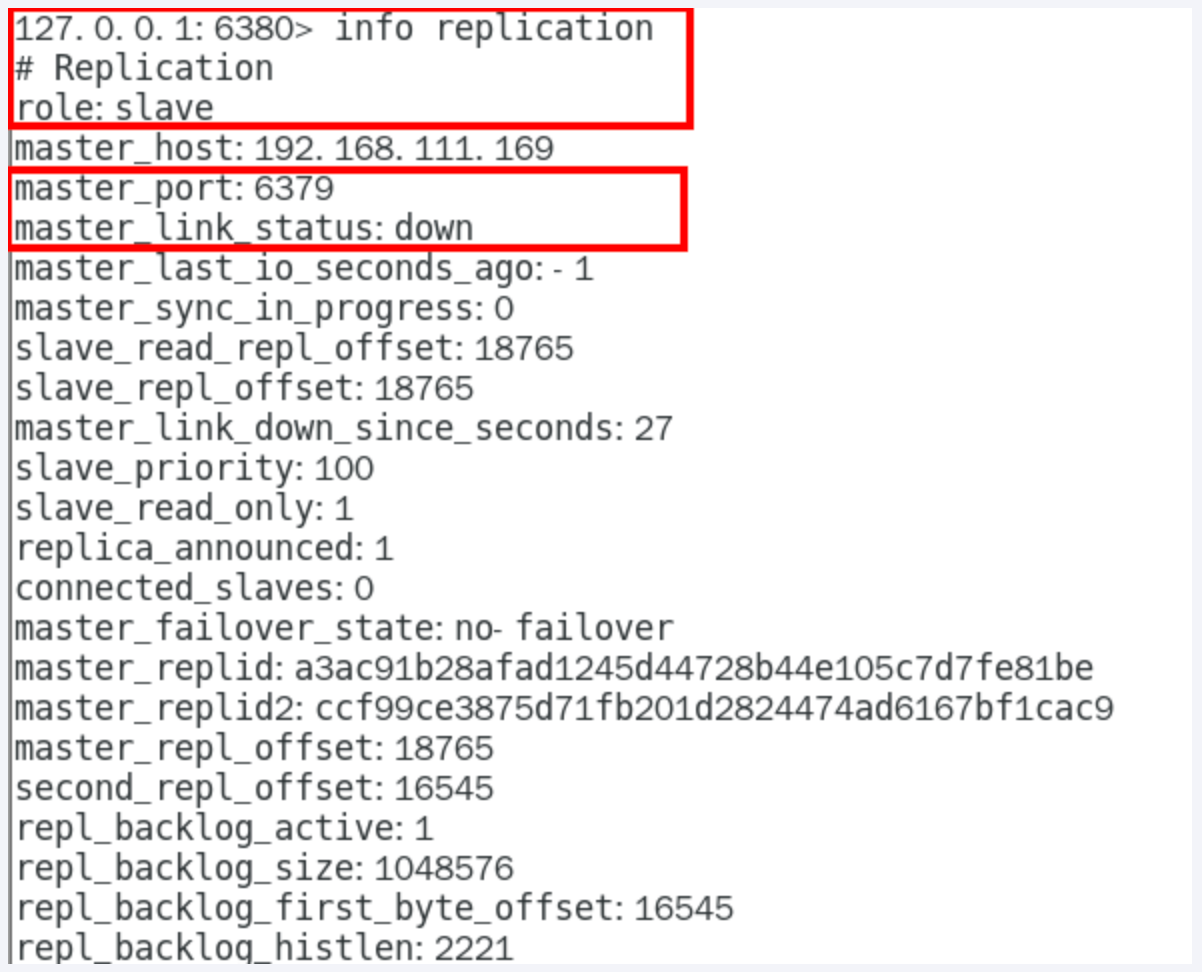 127. 0. 0. 1: 6380> info replication
# Replication
role: slave
master_host: 192. 168. 111. 169
master_port: 6379
master_link_status: down
master_last_io_seconds_ago: - 1
master_sync_in_progress: 0
slave_read_repl_offset: 18765
slave_repl_offset: 18765
master_link_down_since_seconds: 27
slave_priority: 100
slave_read_only: 1
replica_announced: 1
connected_slaves: 0
master_failover_state: no- failover
master_replid: a3ac91b28afad1245d44728b44e105c7d7fe81be
master_replid2: ccf99ce3875d71fb201d2824474ad6167bf1cac9
master_repl_offset: 18765
second_repl_offset: 16545
repl_backlog_active: 1
repl_backlog_size: 1048576
repl_backlog_first_byte_offset: 16545
repl_backlog_histlen: 2221